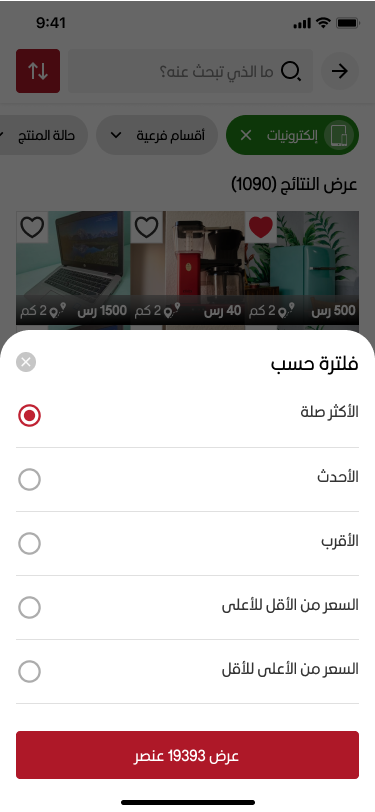 9:41
ما الذي تبحث عنه؟
إلكترونيات
أقسام فرعية
حالة المنتج
عرض النتائج (1090)
500 رس
2 كم
40 رس
2 كم
1500 رس
2 كم
فلترة حسب
الأكثر صلة
الأحدث
الأقرب
السعر من الأقل للأعلى
السعر من الأعلى للأقل
عرض 19393 عنصر